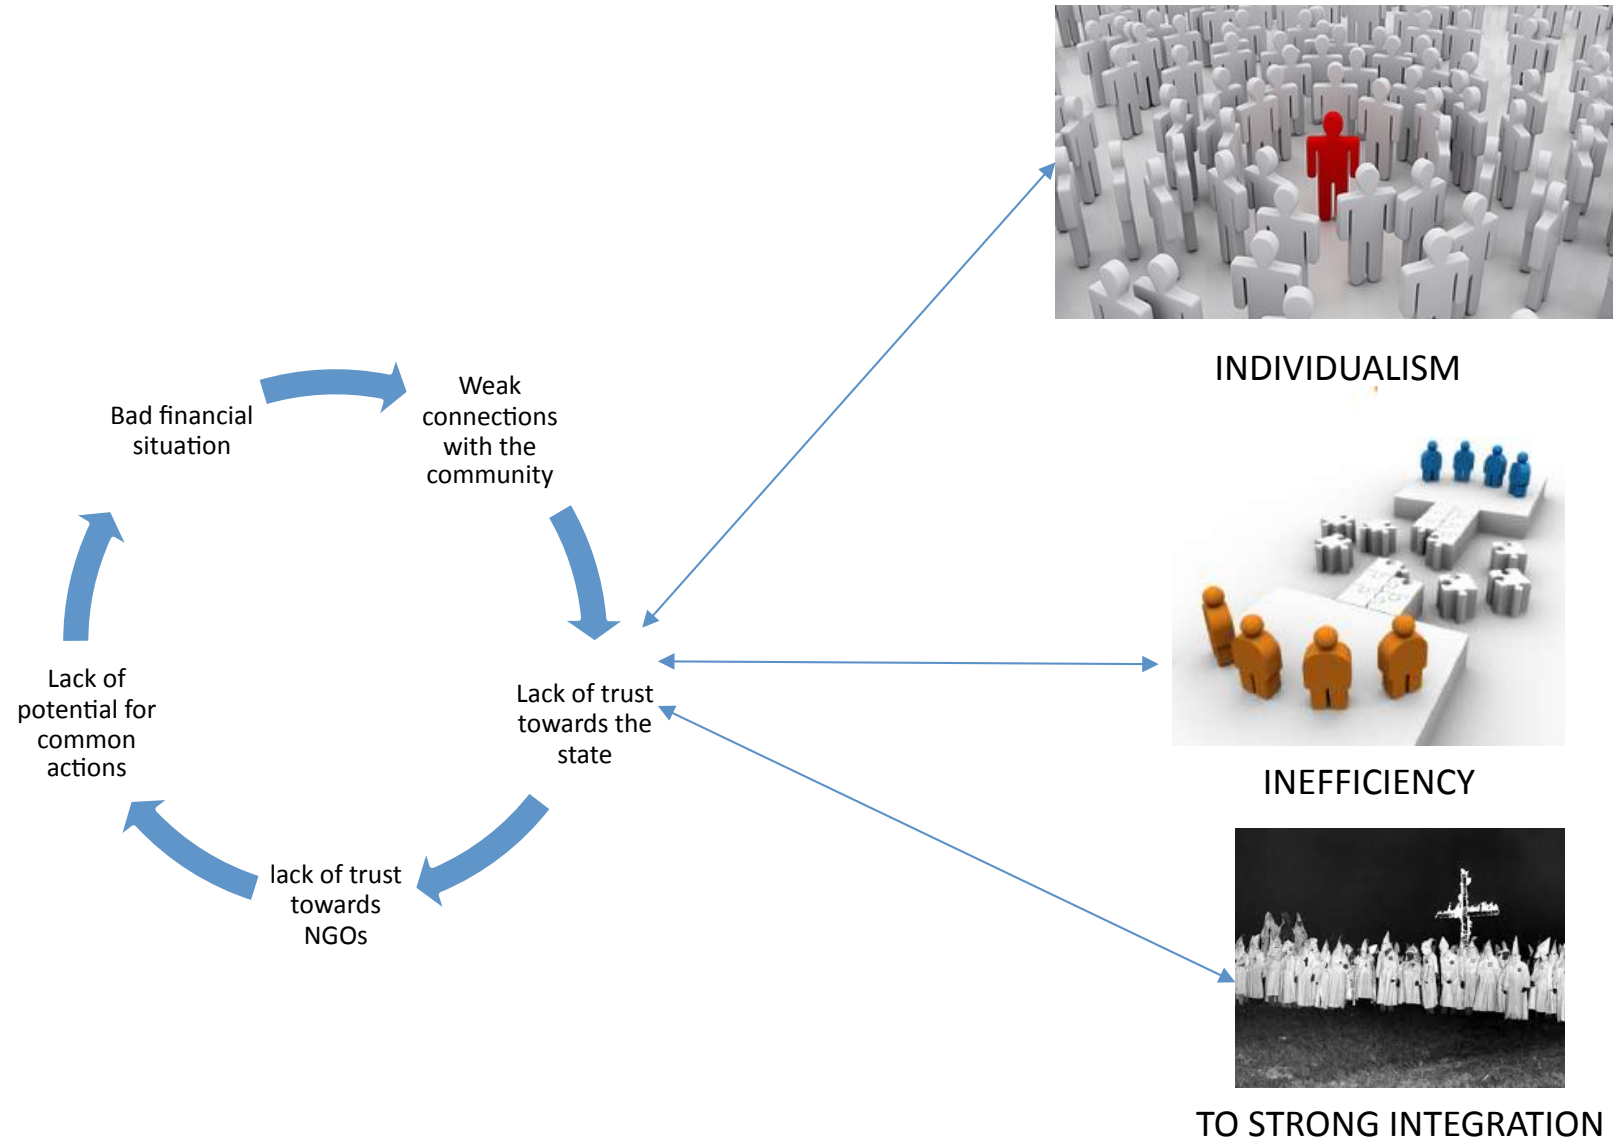 INDIVIDUALISM
Weak
connections
with the
community
Bad financial
situation
Lack of
potential for
common
actions
Lack of trust
towards the
state
INEFFICIENCY
lack of trust
towards
NGOs
TO STRONG INTEGRATION